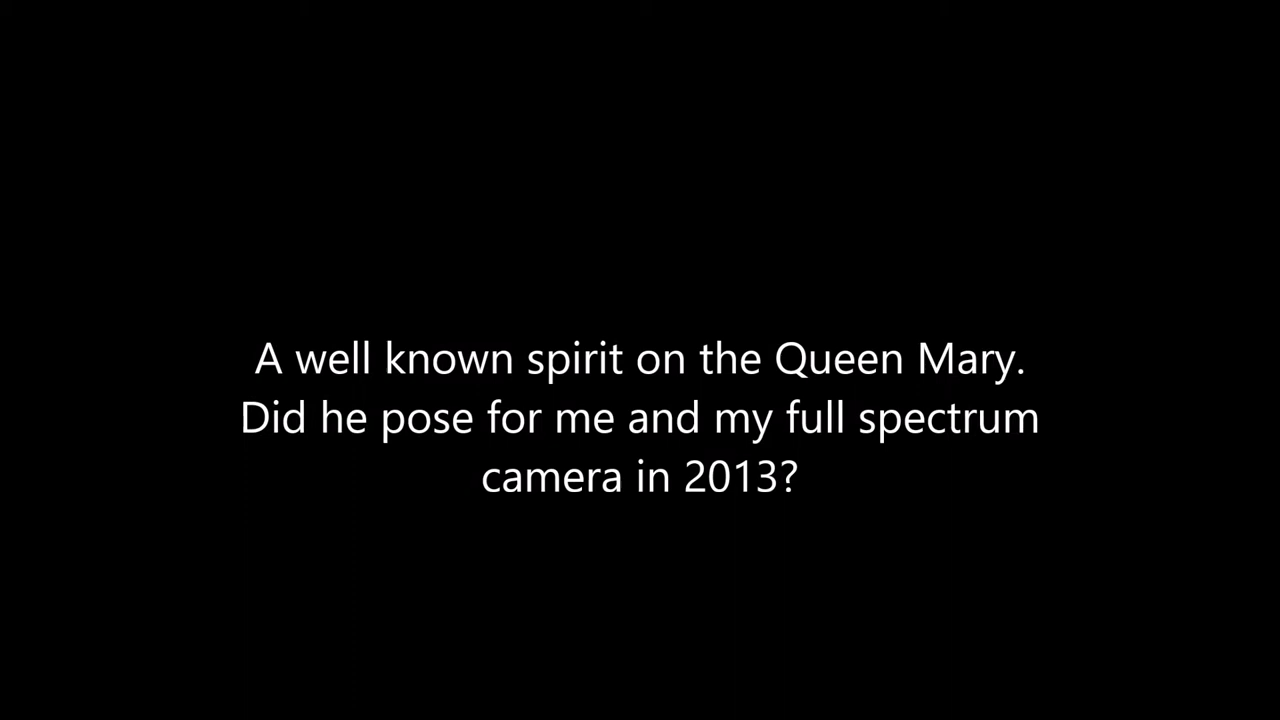 A well known spirit on the Queen Mary.
Did he pose for me and my full spectrum
camera in 2013?